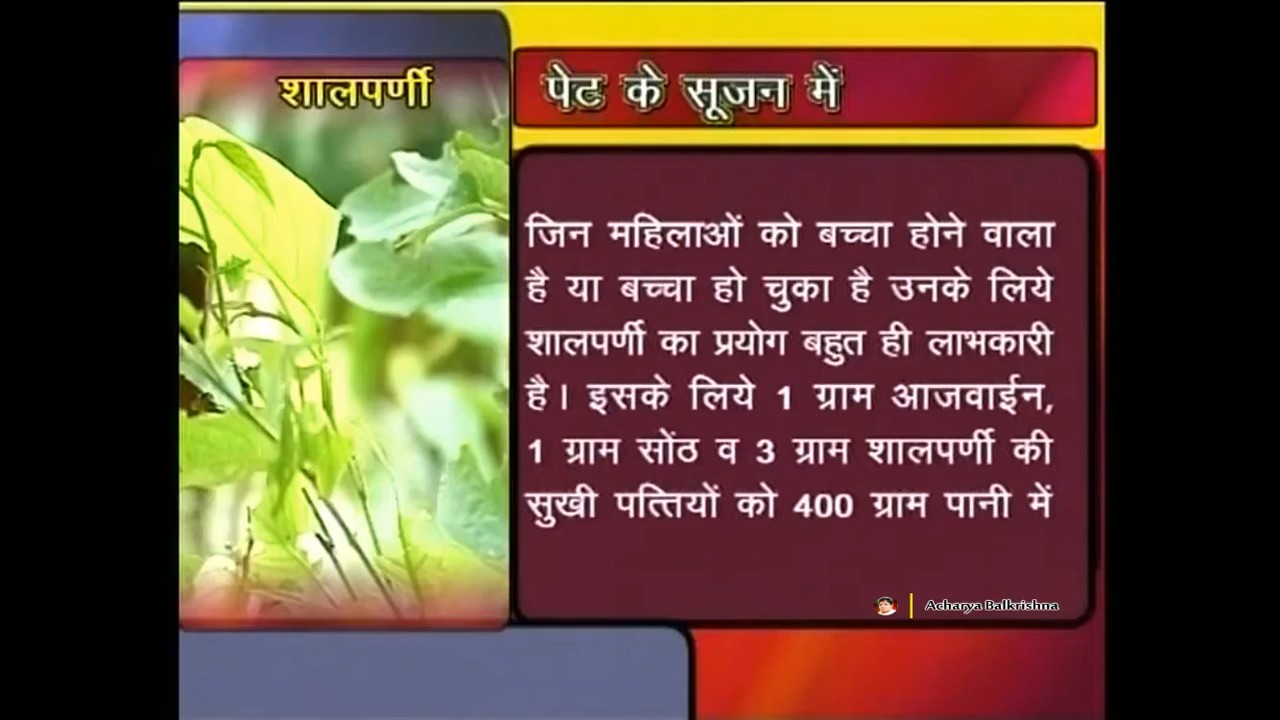 शालपर्णी
पेट के सूजन में
जिन महिलाओं को बच्चा होने वाला
है या बच्चा हो चुका है उनके लिये
शालपर्णी का प्रयोग बहुत ही लाभकारी
है। इसके लिये 1 ग्राम आजवाईन,
1 ग्राम सोंठ व 3 ग्राम शालपर्णी की
सुखी पत्तियों को 400 ग्राम पानी में
Acharya Balkrishna